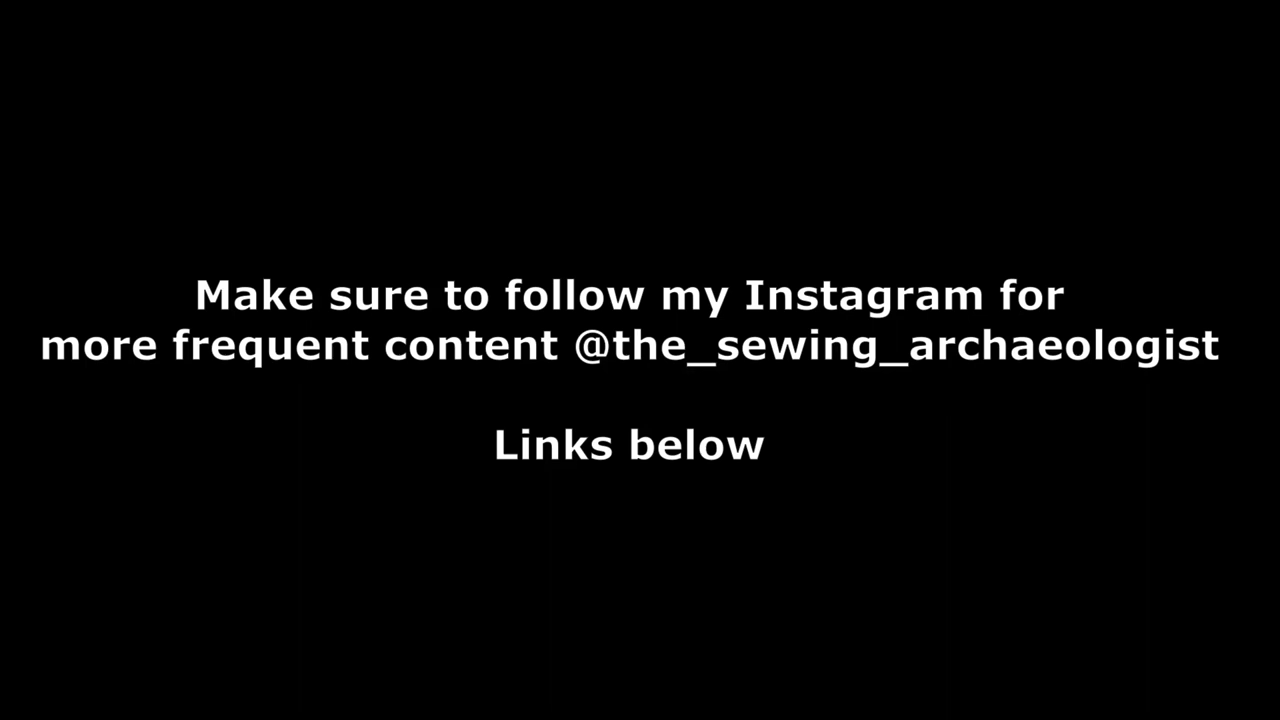 Make sure to follow my Instagram for
more frequent content @the_sewing_archaeologist
Links below